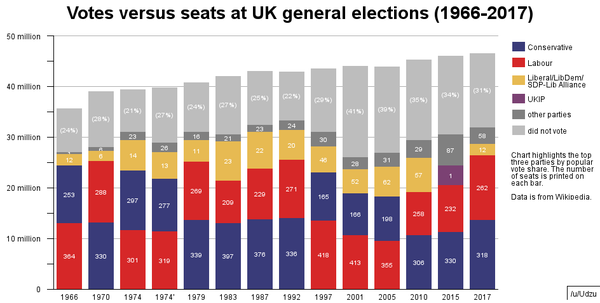 Votes versus seats at UK general elections (1966-2017)
50 million
40 million
30 million
20 million
10 million
0
(24%) (28%) (21%) (27%) (24%) (27%) (25%) (22%) (29%) (41%) (39%) (35%) (34%) (31%)
6 23 26 16 21 23 24 30 28 31 29 87 58
12 6 14 13 11 23 22 20 46 52 62 57 1 12
253 288 297 277 269 209 229 271 165 166 198 258 232 262
364 330 301 319 339 397 376 336 418 413 355 306 330 318
1966 1970 1974 1974' 1979 1983 1987 1992 1997 2001 2005 2010 2015 2017
Conservative
Labour
Liberal/LibDem/
SDP-Lib Alliance
UKIP
other parties
did not vote
Chart highlights the top
three parties by popular
vote share. The number
of seats is printed on
each bar.
Data is from Wikipedia.
/u/Udzu